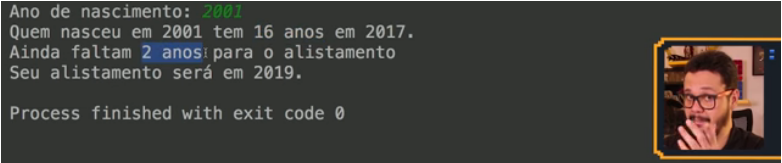 Ano de nascimento: 2001
Quem nasceu em 2001 tem 16 anos em 2017.
Ainda faltam 2 anos para o alistamento
Seu alistamento será em 2019.
Process finished with exit code 0